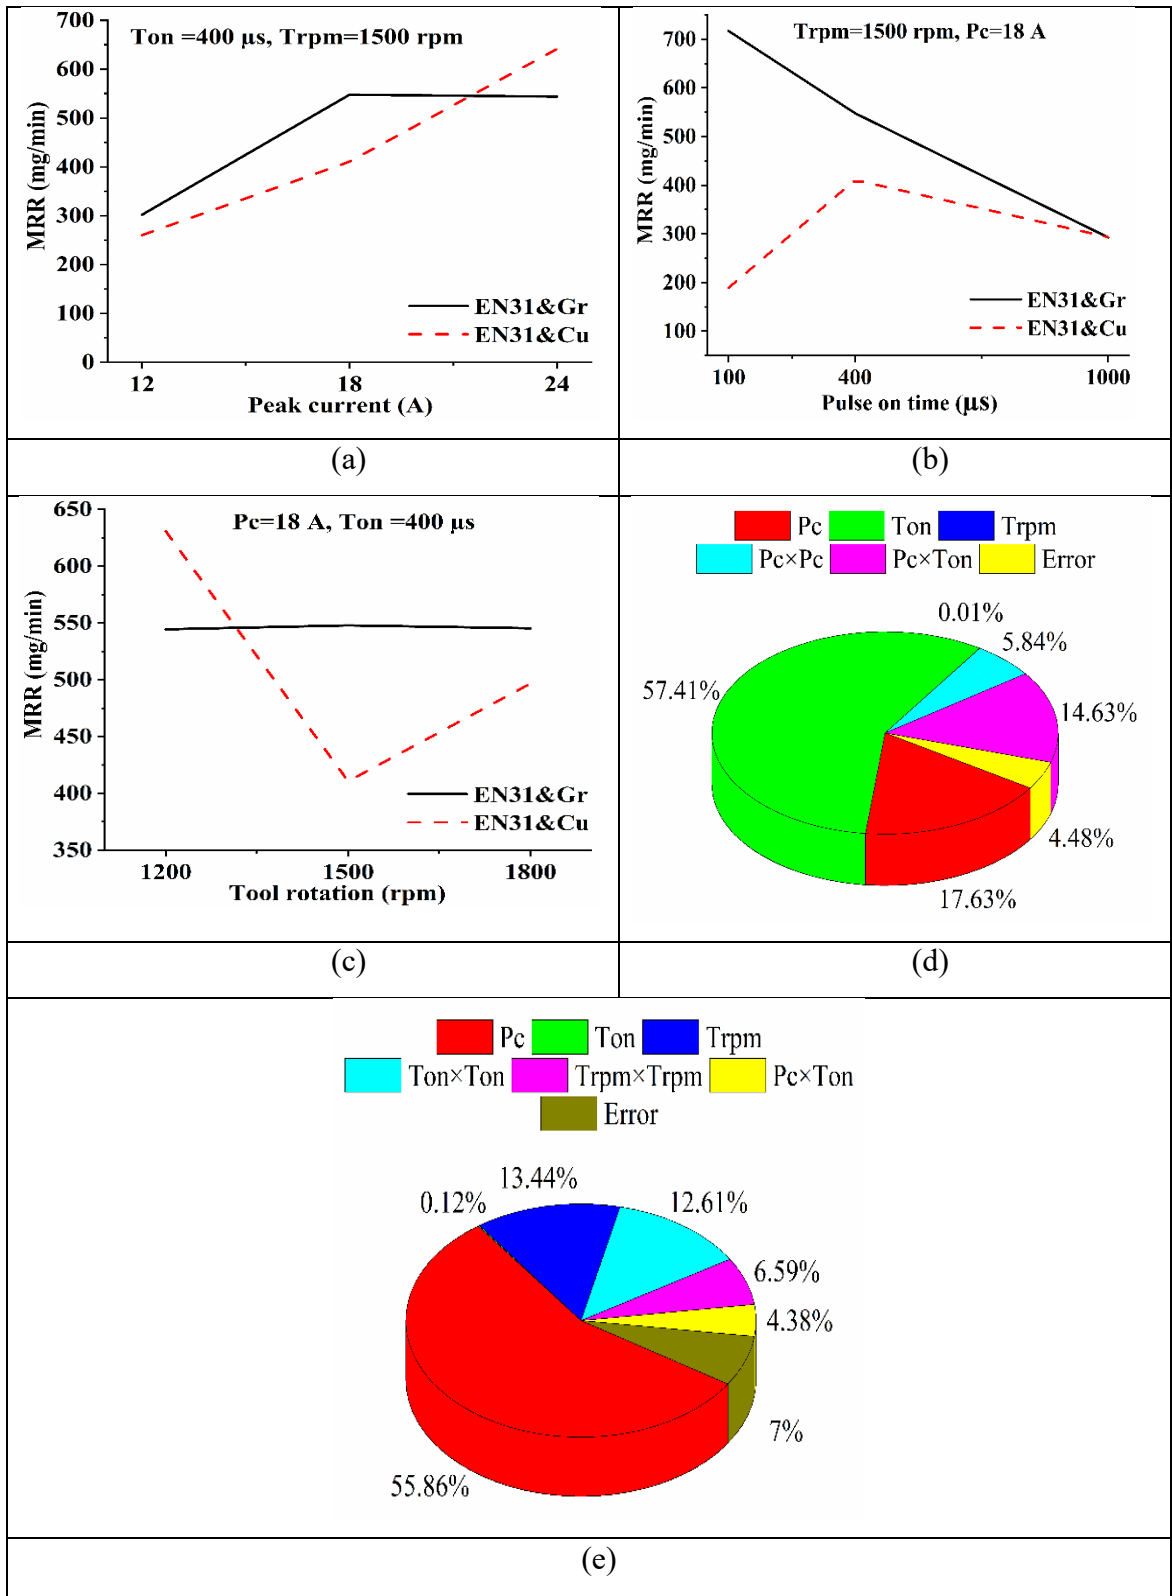 700
600
500
400
300
200
100
0
MRR (mg/min)
Ton =400 μs, Trpm=1500 rpm
EN31&Gr
EN31&Cu
12 18 24
Peak current (A)
(a)
700
600
500
400
300
200
100
MRR (mg/min)
Trpm=1500 rpm, Pc=18 A
EN31&Gr
EN31&Cu
100 400 1000
Pulse on time (μs)
(b)
650
600
550
500
450
400
350
MRR (mg/min)
Pc=18 A, Ton =400 μs
EN31&Gr
EN31&Cu
1200 1500 1800
Tool rotation (rpm)
(c)
Pc Ton Trpm
Pc×Pc Pc×Ton Error
0.01%
5.84%
57.41%
14.63%
4.48%
17.63%
(d)
Pc Ton Trpm
Ton×Ton Trpm×Trpm Pc×Ton
Error
13.44%
0.12%
12.61%
6.59%
4.38%
7%
55.86%
(e)